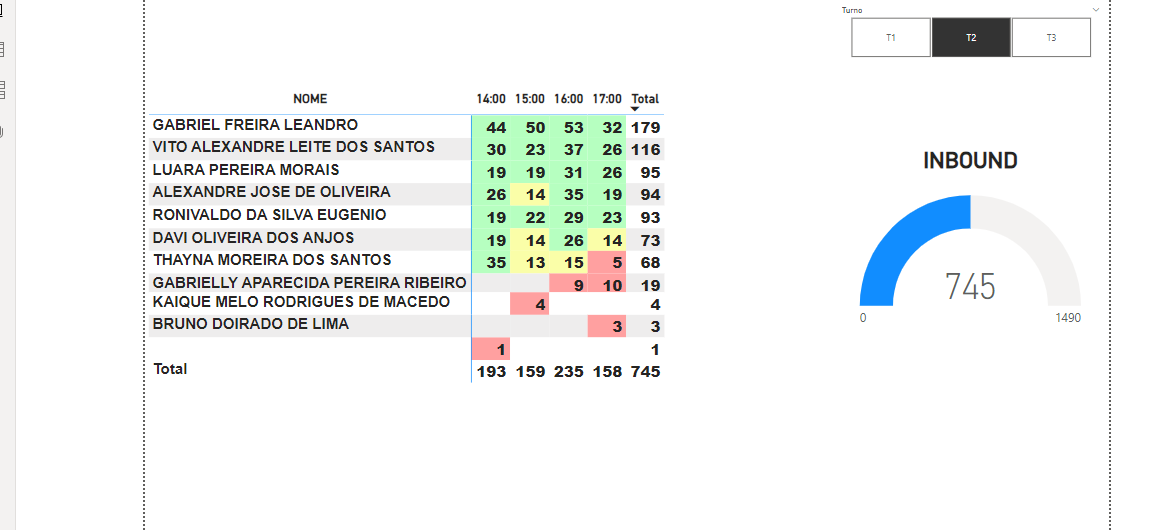 Turno
T1 T2 T3
NOME 14:00 15:00 16:00 17:00 Total
GABRIEL FREIRA LEANDRO 44 50 53 32 179
VITO ALEXANDRE LEITE DOS SANTOS 30 23 37 26 116
LUARA PEREIRA MORAIS 19 19 31 26 95
ALEXANDRE JOSE DE OLIVEIRA 26 14 35 19 94
RONIVALDO DA SILVA EUGENIO 19 22 29 23 93
DAVI OLIVEIRA DOS ANJOS 19 14 26 14 73
THAYNA MOREIRA DOS SANTOS 35 13 15 5 68
GABRIELLY APARECIDA PEREIRA RIBEIRO 9 10 19
KAIQUE MELO RODRIGUES DE MACEDO 4 4
BRUNO DOIRADO DE LIMA 3 3
1 1
Total 193 159 235 158 745
INBOUND
745
0 1490